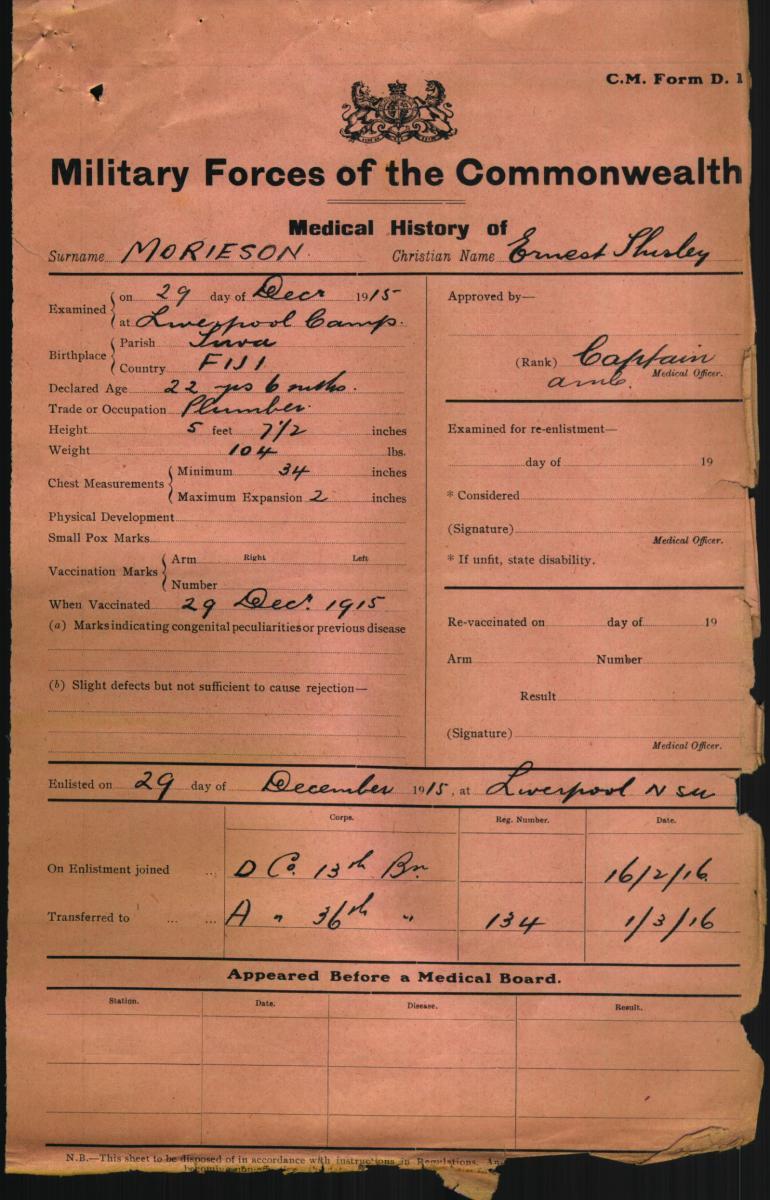 C.M. Form D. 1
Military Forces of the Commonwealth
Medical History of
Surname MORIESON. Christian Name Ernest Shirley
Examined on 29 day of Decr 1915
at Liverpool Camp.
Birthplace Parish Suva
Country FIJI
Declared Age 22 yrs 6 mths.
Trade or Occupation Plumber.
Height 5 feet 7 1/2 inches
Weight 104 lbs.
Chest Measurements Minimum 34 inches
Maximum Expansion 2 inches
Physical Development
Small Pox Marks
Vaccination Marks Arm Right Left
Number
When Vaccinated 29 Decr. 1915
(a) Marks indicating congenital peculiarities or previous disease
(b) Slight defects but not sufficient to cause rejection—
Approved by—
(Rank) Captain
Medical Officer.
Examined for re-enlistment—
day of 19
* Considered
(Signature)
Medical Officer.
* If unfit, state disability.
Re-vaccinated on day of 19
Arm Number
Result
(Signature)
Medical Officer.
Enlisted on 29 day of December 1915, at Liverpool NSW
Corps. Reg. Number. Date.
On Enlistment joined ... D Co. 13th Bn. 16/2/16.
Transferred to ... ... A " 36th " 134 1/3/16
Appeared Before a Medical Board.
Station. Date. Disease. Result.
N.B.—This sheet to be disposed of in accordance with instructions in Regulations.